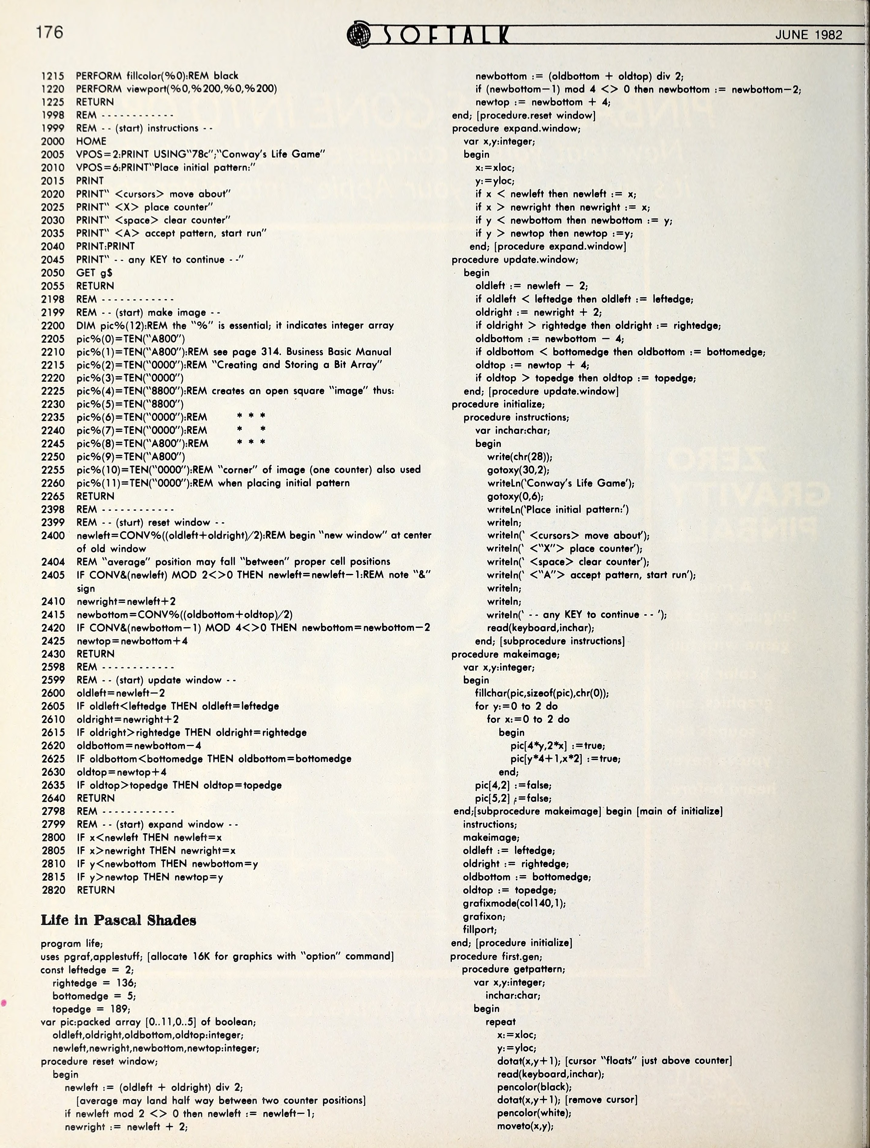 176
SOFTALK
JUNE 1982
1215 PERFORM fillcolor(%0):REM black
1220 PERFORM viewport(%0,%200,%0,%200)
1225 RETURN
1998 REM - - - - - - - - - - - -
1999 REM - - (start) instructions - -
2000 HOME
2005 VPOS=2:PRINT USING"78c";"Conway's Life Game"
2010 VPOS=6:PRINT"Place initial pattern:"
2015 PRINT
2020 PRINT" <cursors> move about"
2025 PRINT" <X> place counter"
2030 PRINT" <space> clear counter"
2035 PRINT" <A> accept pattern, start run"
2040 PRINT:PRINT
2045 PRINT" - - any KEY to continue - -"
2050 GET g$
2055 RETURN
2198 REM - - - - - - - - - - - -
2199 REM - - (start) make image - -
2200 DIM pic%(12):REM the "%" is essential; it indicates integer array
2205 pic%(0)=TEN("A800")
2210 pic%(1)=TEN("A800"):REM see page 314. Business Basic Manual
2215 pic%(2)=TEN("0000"):REM "Creating and Storing a Bit Array"
2220 pic%(3)=TEN("0000")
2225 pic%(4)=TEN("8800"):REM creates an open square "image" thus:
2230 pic%(5)=TEN("8800")
2235 pic%(6)=TEN("0000"):REM * * *
2240 pic%(7)=TEN("0000"):REM * *
2245 pic%(8)=TEN("A800"):REM * * *
2250 pic%(9)=TEN("A800")
2255 pic%(10)=TEN("0000"):REM "corner" of image (one counter) also used
2260 pic%(11)=TEN("0000"):REM when placing initial pattern
2265 RETURN
2398 REM - - - - - - - - - - - -
2399 REM - - (start) reset window - -
2400 newleft=CONV%((oldleft+oldright)/2):REM begin "new window" at center
of old window
2404 REM "average" position may fall "between" proper cell positions
2405 IF CONV&(newleft) MOD 2<>0 THEN newleft=newleft-1:REM note "&"
sign
2410 newright=newleft+2
2415 newbottom=CONV%((oldbottom+oldtop)/2)
2420 IF CONV&(newbottom-1) MOD 4<>0 THEN newbottom=newbottom-2
2425 newtop=newbottom+4
2430 RETURN
2598 REM - - - - - - - - - - - -
2599 REM - - (start) update window - -
2600 oldleft=newleft-2
2605 IF oldleft<leftedge THEN oldleft=leftedge
2610 oldright=newright+2
2615 IF oldright>rightedge THEN oldright=rightedge
2620 oldbottom=newbottom-4
2625 IF oldbottom<bottomedge THEN oldbottom=bottomedge
2630 oldtop=newtop+4
2635 IF oldtop>topedge THEN oldtop=topedge
2640 RETURN
2798 REM - - - - - - - - - - - -
2799 REM - - (start) expand window - -
2800 IF x<newleft THEN newleft=x
2805 IF x>newright THEN newright=x
2810 IF y<newbottom THEN newbottom=y
2815 IF y>newtop THEN newtop=y
2820 RETURN
Life in Pascal Shades
program life;
uses pgraf,applestuff; [allocate 16K for graphics with "option" command]
const leftedge = 2;
rightedge = 136;
bottomedge = 5;
topedge = 189;
var pic:packed array [0..11,0..5] of boolean;
oldleft,oldright,oldbottom,oldtop:integer;
newleft,newright,newbottom,newtop:integer;
procedure reset window;
begin
newleft := (oldleft + oldright) div 2;
[average may land half way between two counter positions]
if newleft mod 2 <> 0 then newleft := newleft-1;
newright := newleft + 2;
newbottom := (oldbottom + oldtop) div 2;
if (newbottom-1) mod 4 <> 0 then newbottom := newbottom-2;
newtop := newbottom + 4;
end; [procedure.reset window]
procedure expand.window;
var x,y:integer;
begin
x:=xloc;
y:=yloc;
if x < newleft then newleft := x;
if x > newright then newright := x;
if y < newbottom then newbottom := y;
if y > newtop then newtop :=y;
end; [procedure expand.window]
procedure update.window;
begin
oldleft := newleft - 2;
if oldleft < leftedge then oldleft := leftedge;
oldright := newright + 2;
if oldright > rightedge then oldright := rightedge;
oldbottom := newbottom - 4;
if oldbottom < bottomedge then oldbottom := bottomedge;
oldtop := newtop + 4;
if oldtop > topedge then oldtop := topedge;
end; [procedure update.window]
procedure initialize;
procedure instructions;
var inchar:char;
begin
write(chr(28));
gotoxy(30,2);
writeLn('Conway's Life Game');
gotoxy(0,6);
writeLn('Place initial pattern:')
writeln;
writeln(' <cursors> move about');
writeln(' <"X"> place counter');
writeln(' <space> clear counter');
writeln(' <"A"> accept pattern, start run');
writeln;
writeln;
writeln(' - - any KEY to continue - - ');
read(keyboard,inchar);
end; [subprocedure instructions]
procedure makeimage;
var x,y:integer;
begin
fillchar(pic,sizeof(pic),chr(0));
for y:=0 to 2 do
for x:=0 to 2 do
begin
pic[4*y,2*x] :=true;
pic[y*4+1,x*2] :=true;
end;
pic[4,2] :=false;
pic[5,2] :=false;
end;[subprocedure makeimage] begin [main of initialize]
instructions;
makeimage;
oldleft := leftedge;
oldright := rightedge;
oldbottom := bottomedge;
oldtop := topedge;
grafixmode(col140,1);
grafixon;
fillport;
end; [procedure initialize]
procedure first.gen;
procedure getpattern;
var x,y:integer;
inchar:char;
begin
repeat
x:=xloc;
y:=yloc;
dotat(x,y+1); [cursor "floats" just above counter]
read(keyboard,inchar);
pencolor(black);
dotat(x,y+1); [remove cursor]
pencolor(white);
moveto(x,y);